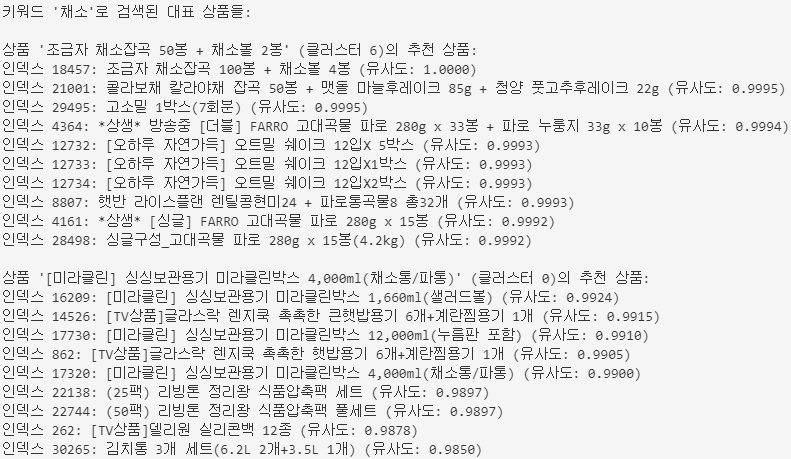 키워드 '채소'로 검색된 대표 상품들:
상품 '조금자 채소잡곡 50봉 + 채소볼 2봉' (클러스터 6)의 추천 상품:
인덱스 18457: 조금자 채소잡곡 100봉 + 채소볼 4봉 (유사도: 1.0000)
인덱스 21001: 콜라보채 칼라야채 잡곡 50봉 + 맷돌 마늘후레이크 85g + 청양 풋고추후레이크 22g (유사도: 0.9995)
인덱스 29495: 고소밀 1박스(7회분) (유사도: 0.9995)
인덱스 4364: *상생* 방송중 [더블] FARRO 고대곡물 파로 280g x 33봉 + 파로 누룽지 33g x 10봉 (유사도: 0.9994)
인덱스 12732: [오하루 자연가득] 오트밀 쉐이크 12입X 5박스 (유사도: 0.9993)
인덱스 12733: [오하루 자연가득] 오트밀 쉐이크 12입X1박스 (유사도: 0.9993)
인덱스 12734: [오하루 자연가득] 오트밀 쉐이크 12입X2박스 (유사도: 0.9993)
인덱스 8807: 햇반 라이스플랜 렌틸콩현미24 + 파로통곡물8 총32개 (유사도: 0.9993)
인덱스 4161: *상생* [싱글] FARRO 고대곡물 파로 280g x 15봉 (유사도: 0.9992)
인덱스 28498: 싱글구성_고대곡물 파로 280g x 15봉(4.2kg) (유사도: 0.9992)
상품 '[미라클린] 싱싱보관용기 미라클린박스 4,000ml(채소통/파통)' (클러스터 0)의 추천 상품:
인덱스 16209: [미라클린] 싱싱보관용기 미라클린박스 1,660ml(샐러드볼) (유사도: 0.9924)
인덱스 14526: [TV상품]글라스락 렌지쿡 촉촉한 큰햇밥용기 6개+계란찜용기 1개 (유사도: 0.9915)
인덱스 17730: [미라클린] 싱싱보관용기 미라클린박스 12,000ml(누름판 포함) (유사도: 0.9910)
인덱스 862: [TV상품]글라스락 렌지쿡 촉촉한 햇밥용기 6개+계란찜용기 1개 (유사도: 0.9905)
인덱스 17320: [미라클린] 싱싱보관용기 미라클린박스 4,000ml(채소통/파통) (유사도: 0.9900)
인덱스 22138: (25팩) 리빙톤 정리왕 식품압축팩 세트 (유사도: 0.9897)
인덱스 22744: (50팩) 리빙톤 정리왕 식품압축팩 풀세트 (유사도: 0.9897)
인덱스 262: [TV상품]델리원 실리콘백 12종 (유사도: 0.9878)
인덱스 30265: 김치통 3개 세트(6.2L 2개+3.5L 1개) (유사도: 0.9850)